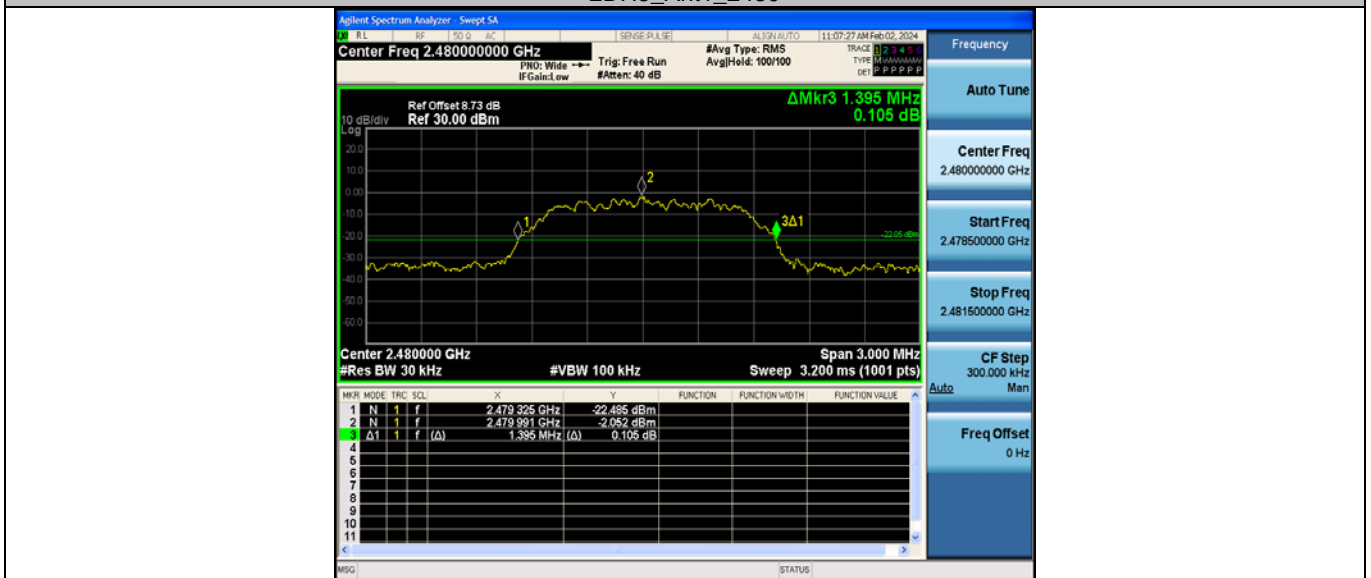 Agilent Spectrum Analyzer - Swept SA
RL RF 50 Ω AC SENSE:PULSE ALIGN AUTO 11:07:27 AM Feb 02, 2024
Center Freq 2.480000000 GHz
PNO: Wide
IFGain:Low
Trig: Free Run
#Atten: 40 dB
#Avg Type: RMS
Avg|Hold: 100/100
TRACE 1 2 3 4 5 6
TYPE M
DET P P P P P P
Ref Offset 8.73 dB
Ref 30.00 dBm
10 dB/div
Log
ΔMkr3 1.395 MHz
0.105 dB
20.0
10.0
0.00
-10.0
-20.0
-30.0
-40.0
-50.0
-60.0
1
2
3Δ1
-22.05 dBm
Center 2.480000 GHz
Span 3.000 MHz
#Res BW 30 kHz
#VBW 100 kHz
Sweep 3.200 ms (1001 pts)
MKR MODE TRC SCL X Y FUNCTION FUNCTION WIDTH FUNCTION VALUE
1 N 1 f 2.479 325 GHz -22.485 dBm
2 N 1 f 2.479 991 GHz -2.052 dBm
3 Δ1 1 f (Δ) 1.395 MHz (Δ) 0.105 dB
4
5
6
7
8
9
10
11
MSG
STATUS
Frequency
Auto Tune
Center Freq
2.480000000 GHz
Start Freq
2.478500000 GHz
Stop Freq
2.481500000 GHz
CF Step
300.000 kHz
Auto Man
Freq Offset
0 Hz